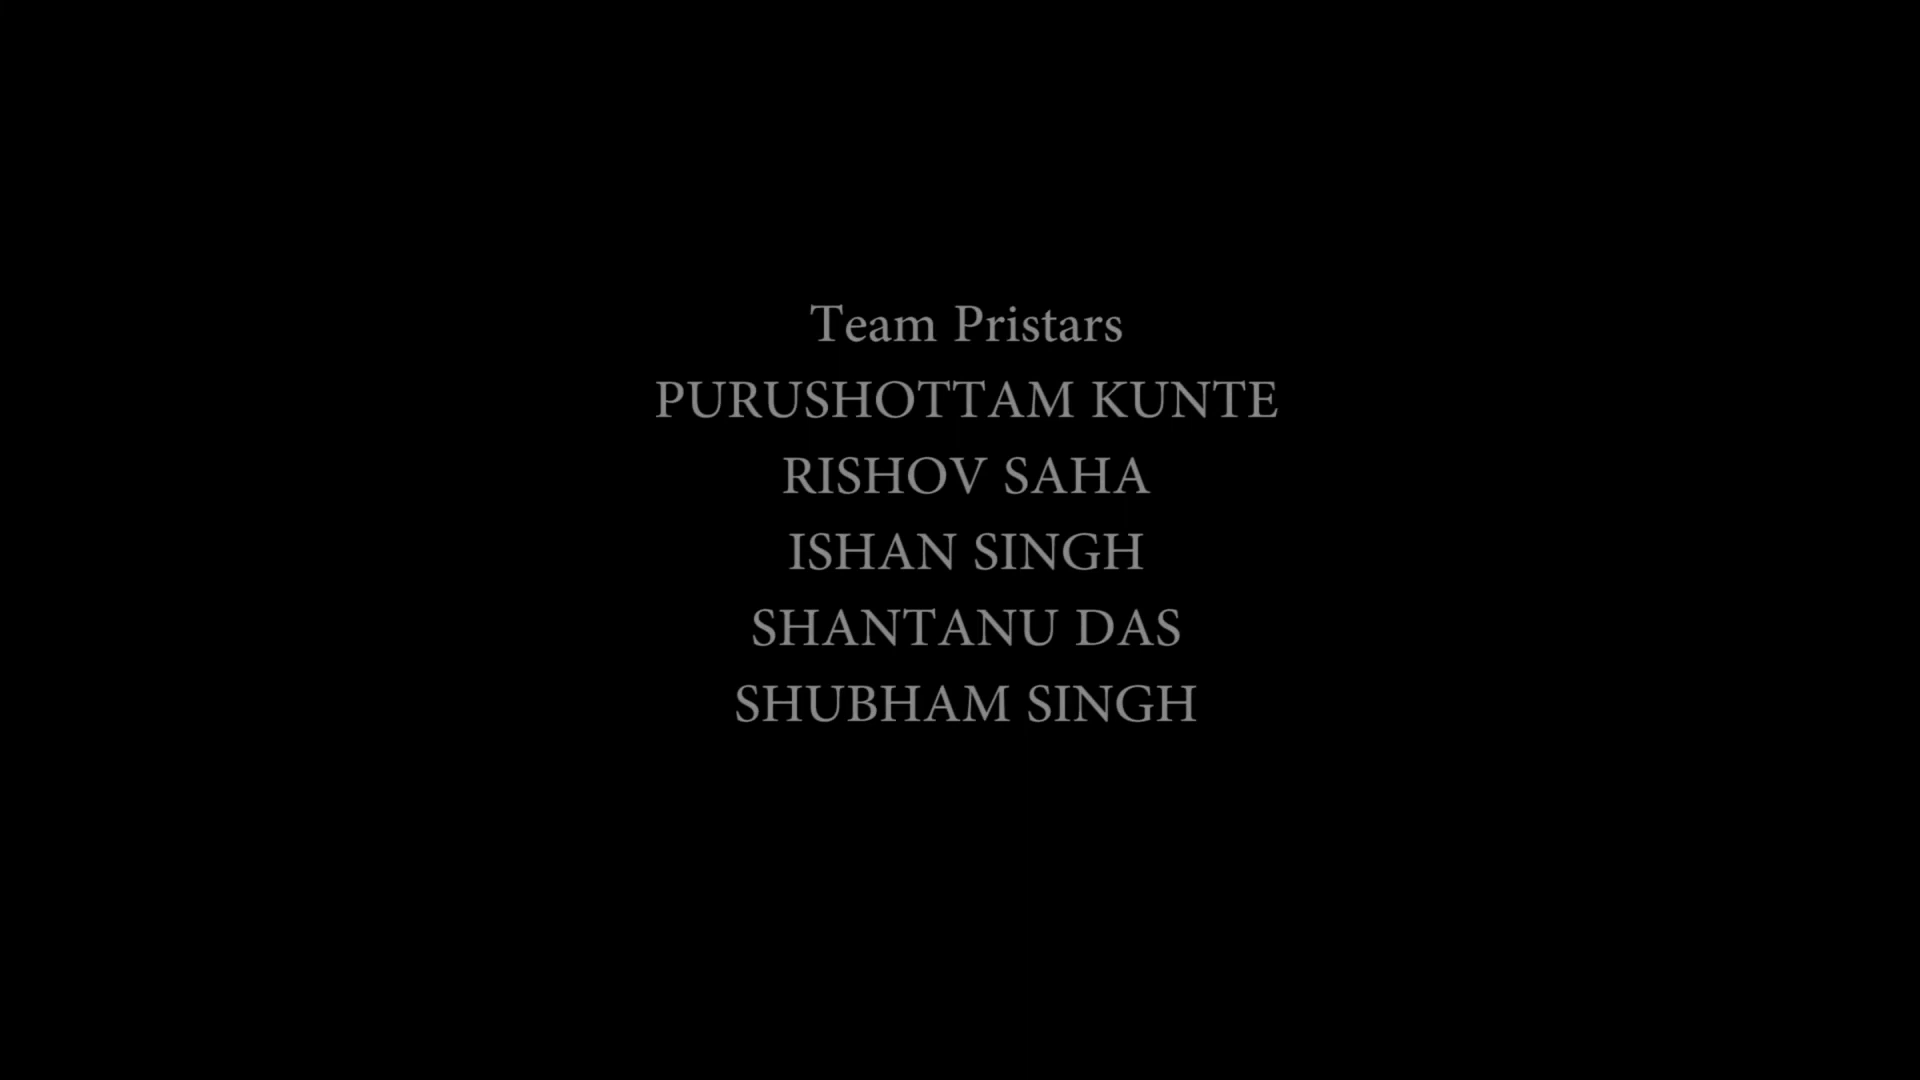 Team Pristars
PURUSHOTTAM KUNTE
RISHOV SAHA
ISHAN SINGH
SHANTANU DAS
SHUBHAM SINGH